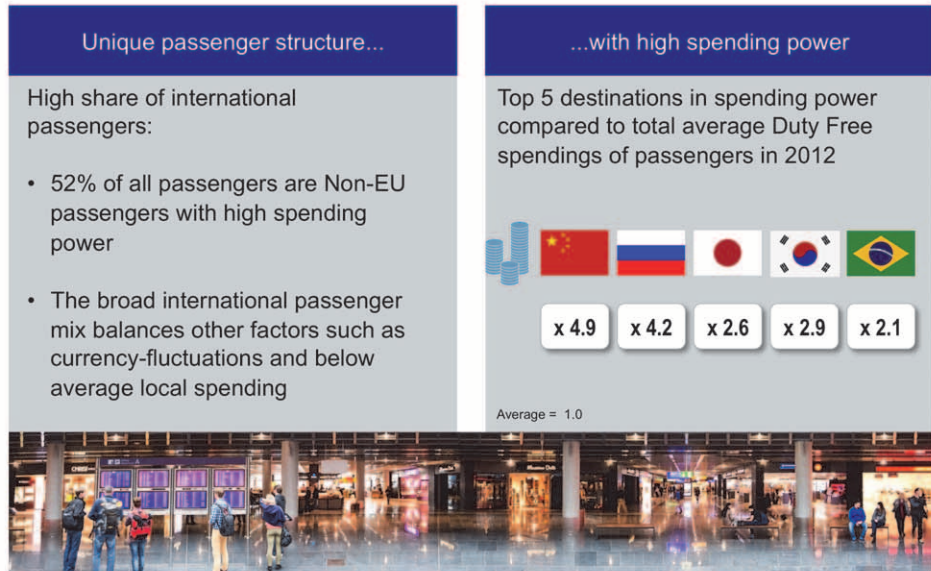 Unique passenger structure...
High share of international
passengers:
• 52% of all passengers are Non-EU
passengers with high spending
power
• The broad international passenger
mix balances other factors such as
currency-fluctuations and below
average local spending
...with high spending power
Top 5 destinations in spending power
compared to total average Duty Free
spendings of passengers in 2012
x 4.9
x 4.2
x 2.6
x 2.9
x 2.1
Average = 1.0